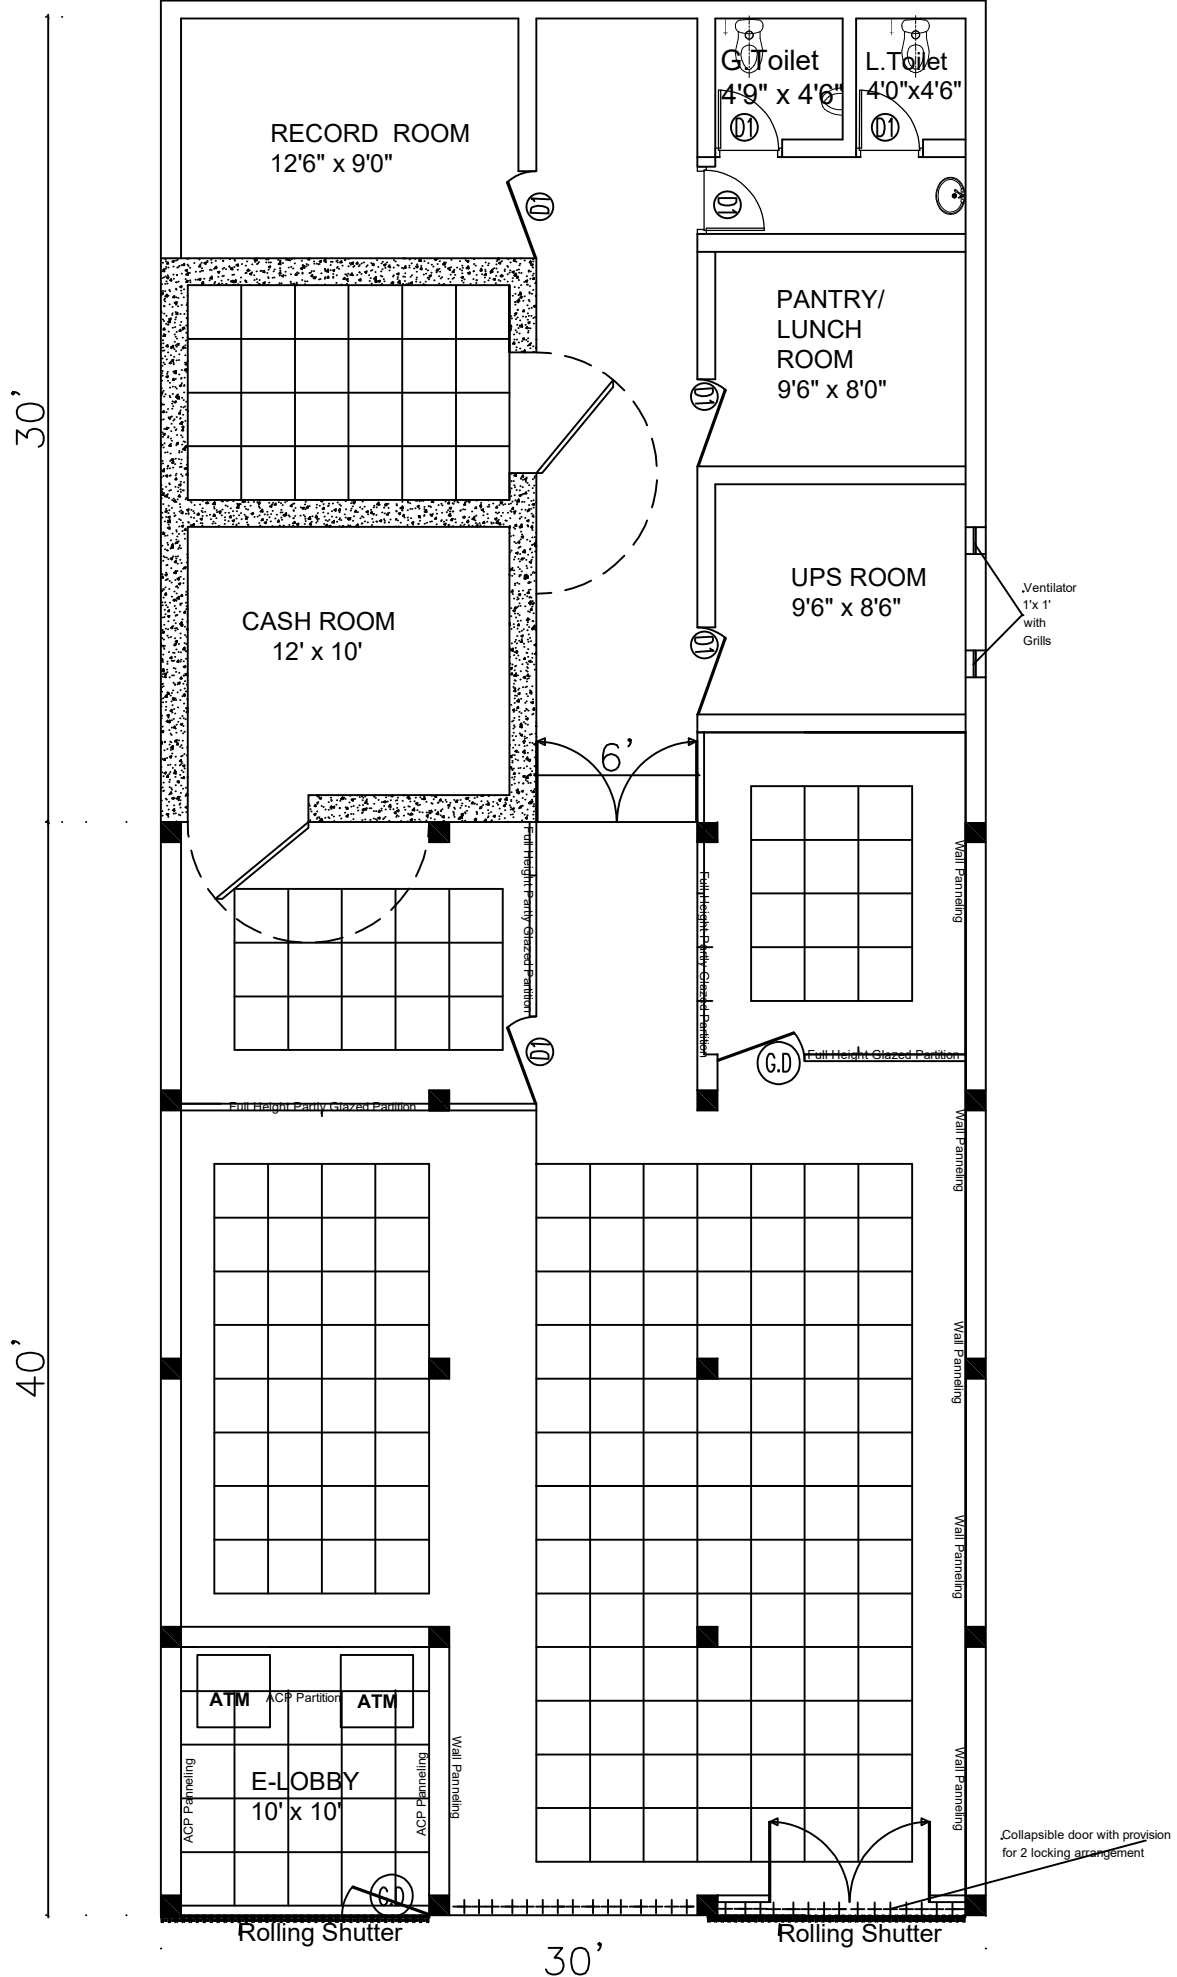 G.Toilet
4'9" x 4'6"
L.Toilet
4'0"x4'6"
D1
D1
RECORD ROOM
12'6" x 9'0"
D1
D1
PANTRY/
LUNCH
ROOM
9'6" x 8'0"
D1
30'
UPS ROOM
9'6" x 8'6"
Ventilator
1'x 1'
with
Grills
CASH ROOM
12' x 10'
D1
6'
Full Height Partly Glazed Partition
Full Height Partly Glazed Partition
Wall Panneling
D1
G.D
Full Height Glazed Partition
Full Height Partly Glazed Partition
Wall Panneling
40'
Wall Panneling
Wall Panneling
ATM
ACP Partition
ATM
E-LOBBY
10' x 10'
ACP Panneling
ACP Panneling
Wall Panneling
Wall Panneling
Collapsible door with provision
for 2 locking arrangement
G.D
Rolling Shutter
Rolling Shutter
30'